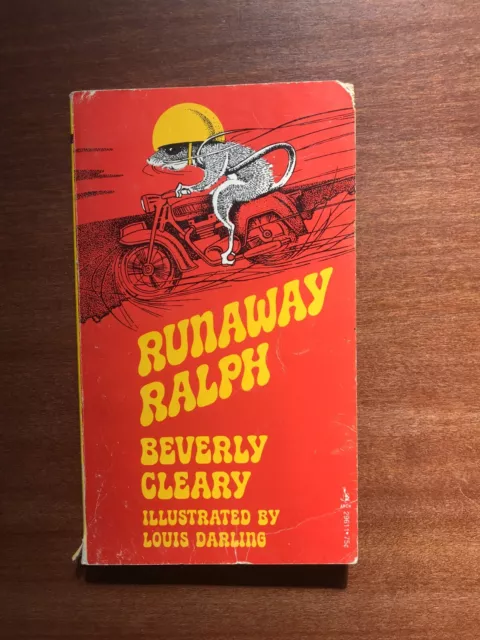 RUNAWAY
RALPH
BEVERLY
CLEARY
ILLUSTRATED BY
LOUIS DARLING